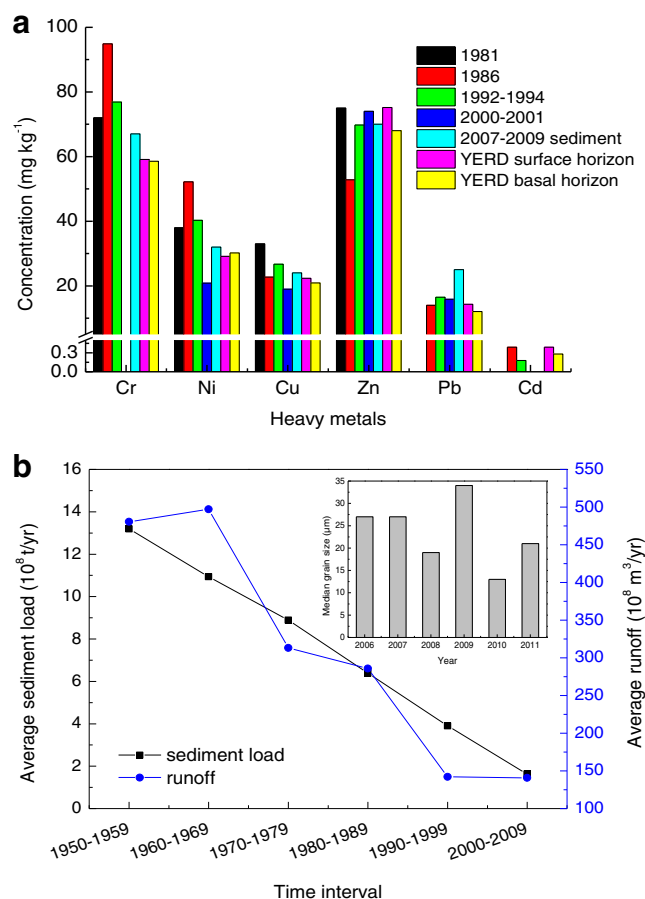 a
100
80
60
40
20
0.3
0.0
Concentration (mg kg⁻¹)
1981
1986
1992-1994
2000-2001
2007-2009 sediment
YERD surface horizon
YERD basal horizon
Cr Ni Cu Zn Pb Cd
Heavy metals
b
16
14
12
10
8
6
4
2
0
Average sediment load (10⁸ t/yr)
sediment load
runoff
35
30
25
20
15
10
5
0
Median grain size (μm)
2006 2007 2008 2009 2010 2011
Year
550
500
450
400
350
300
250
200
150
100
Average runoff (10⁸ m³/yr)
1950-1959 1960-1969 1970-1979 1980-1989 1990-1999 2000-2009
Time interval